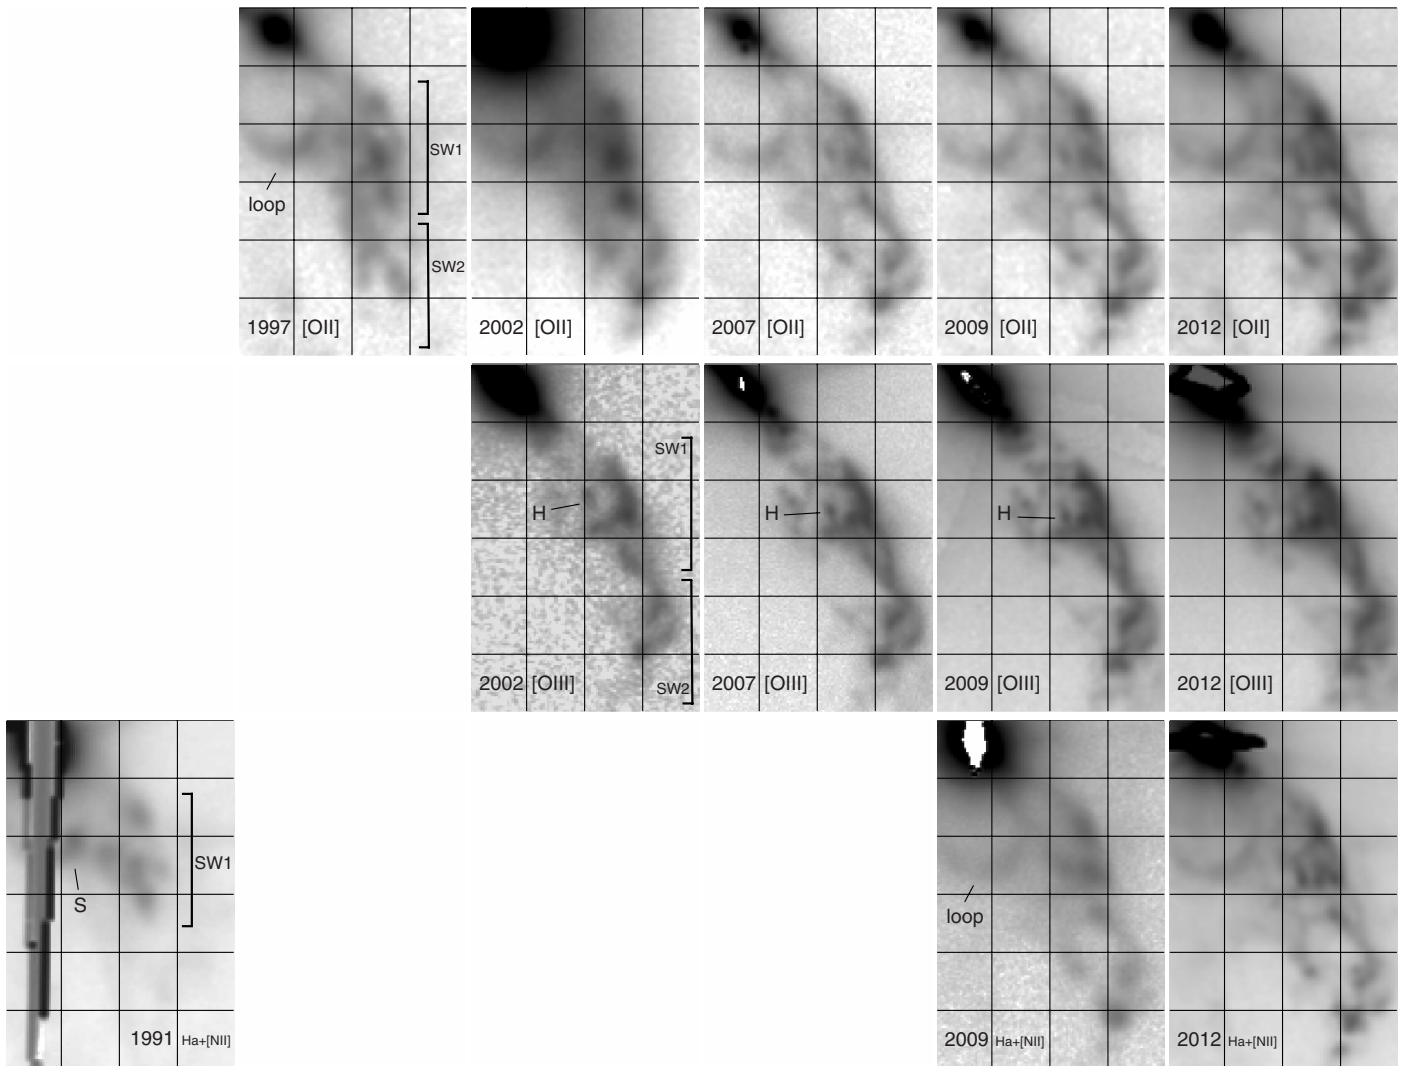 SW1
loop
SW2
1997 [OII]
2002 [OII]
2007 [OII]
2009 [OII]
2012 [OII]
SW1
H
H
H
2002 [OIII]
SW2
2007 [OIII]
2009 [OIII]
2012 [OIII]
SW1
S
loop
1991 Ha+[NII]
2009 Ha+[NII]
2012 Ha+[NII]